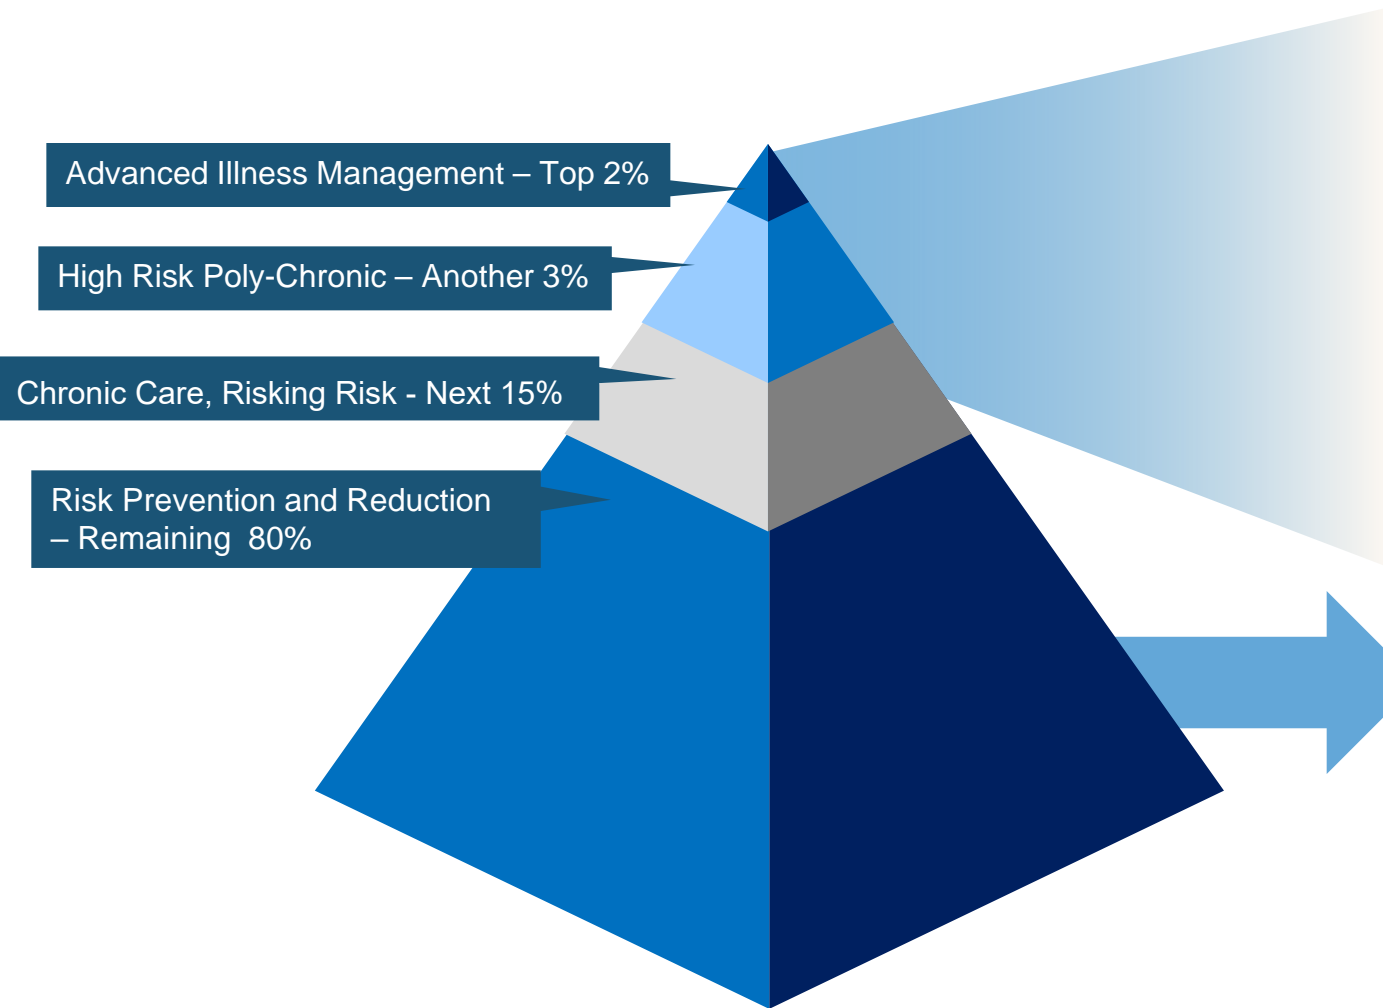 Advanced Illness Management – Top 2%
High Risk Poly-Chronic – Another 3%
Chronic Care, Risking Risk - Next 15%
Risk Prevention and Reduction
– Remaining  80%